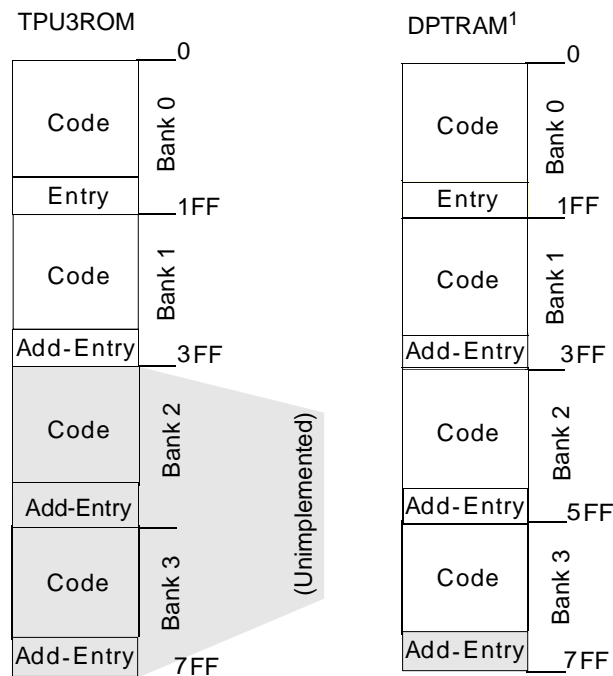 TPU3ROM
0
Code
Bank 0
Entry
1FF
Code
Bank 1
Add-Entry
3FF
Code
Bank 2
Add-Entry
Code
Bank 3
Add-Entry
7FF
(Unimplemented)
DPTRAM1
0
Code
Bank 0
Entry
1FF
Code
Bank 1
Add-Entry
3FF
Code
Bank 2
Add-Entry
5FF
Code
Bank 3
Add-Entry
7FF